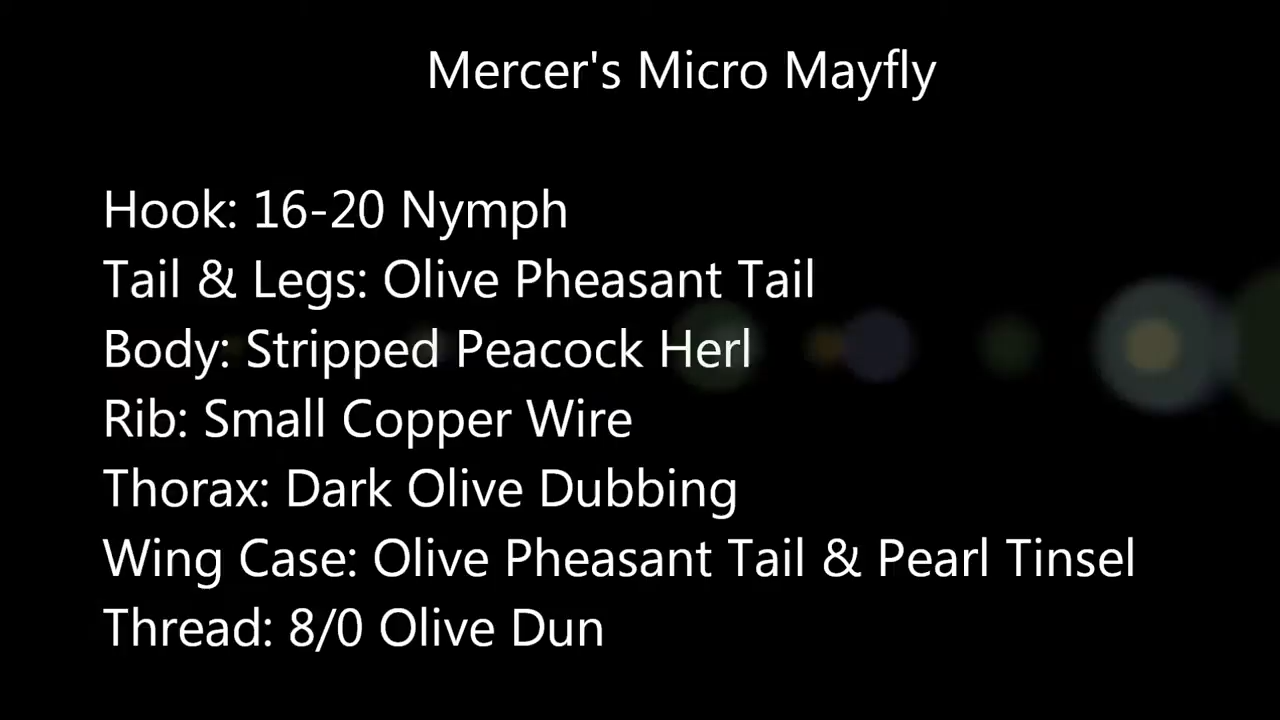 Mercer's Micro Mayfly
Hook: 16-20 Nymph
Tail & Legs: Olive Pheasant Tail
Body: Stripped Peacock Herl
Rib: Small Copper Wire
Thorax: Dark Olive Dubbing
Wing Case: Olive Pheasant Tail & Pearl Tinsel
Thread: 8/0 Olive Dun